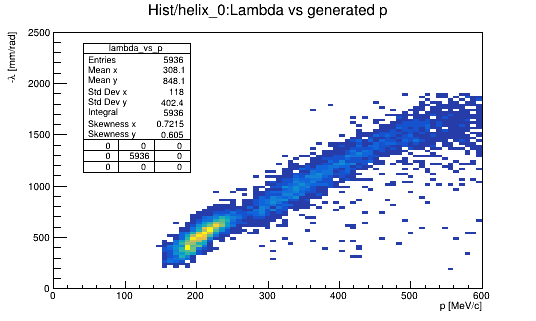 Hist/helix_0:Lambda vs generated p
-λ [mm/rad]
2500
2000
1500
1000
500
0
lambda_vs_p
Entries 5936
Mean x 308.1
Mean y 848.1
Std Dev x 118
Std Dev y 402.4
Integral 5936
Skewness x 0.7215
Skewness y 0.605
0 0 0
0 5936 0
0 0 0
0 100 200 300 400 500 600
p [MeV/c]